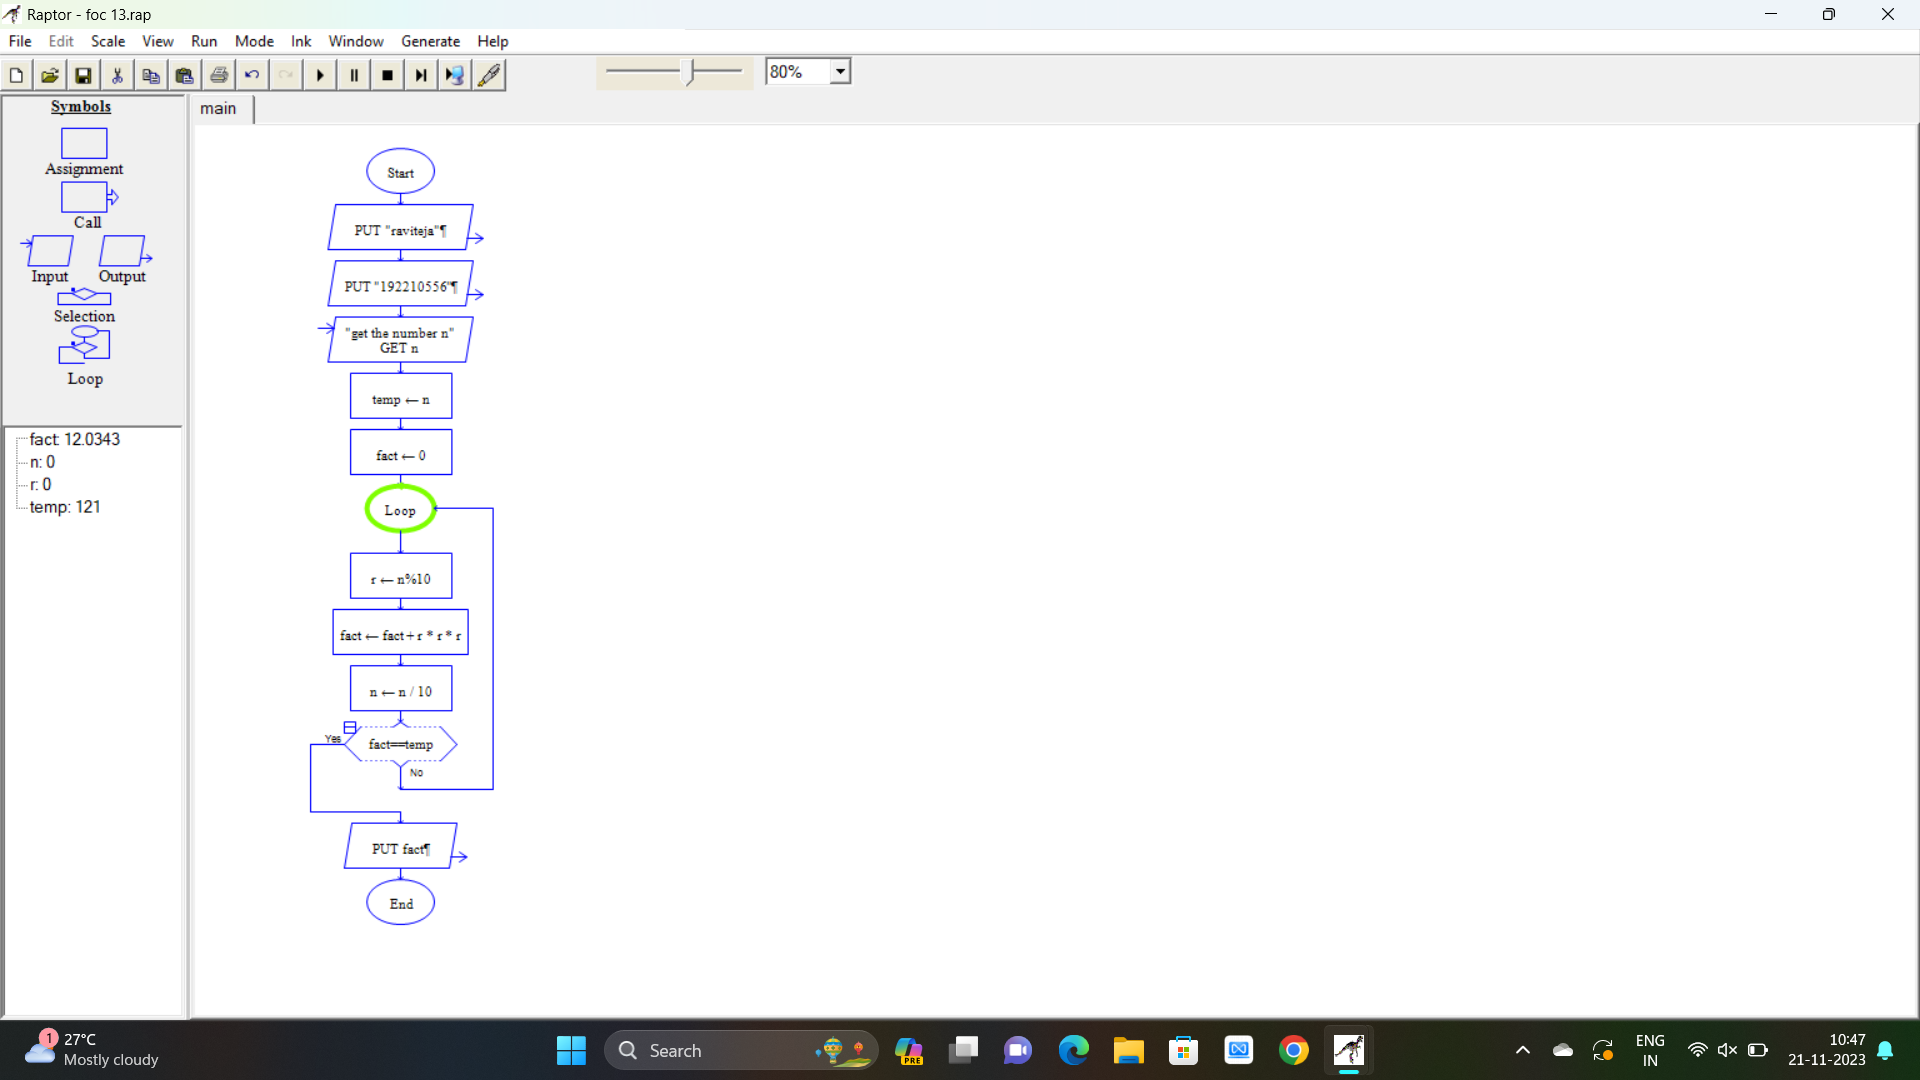 Raptor - foc 13.rap
File Edit Scale View Run Mode Ink Window Generate Help
80%
Symbols
Assignment
Call
Input Output
Selection
Loop
fact: 12.0343
n: 0
r: 0
temp: 121
main
Start
PUT "raviteja"¶
PUT "192210556"¶
"get the number n"
GET n
temp ← n
fact ← 0
Loop
r ← n%10
fact ← fact+r * r * r
n ← n / 10
Yes
fact==temp
No
PUT fact¶
End
1
27°C
Mostly cloudy
Search
PRE
ENG
IN
10:47
21-11-2023